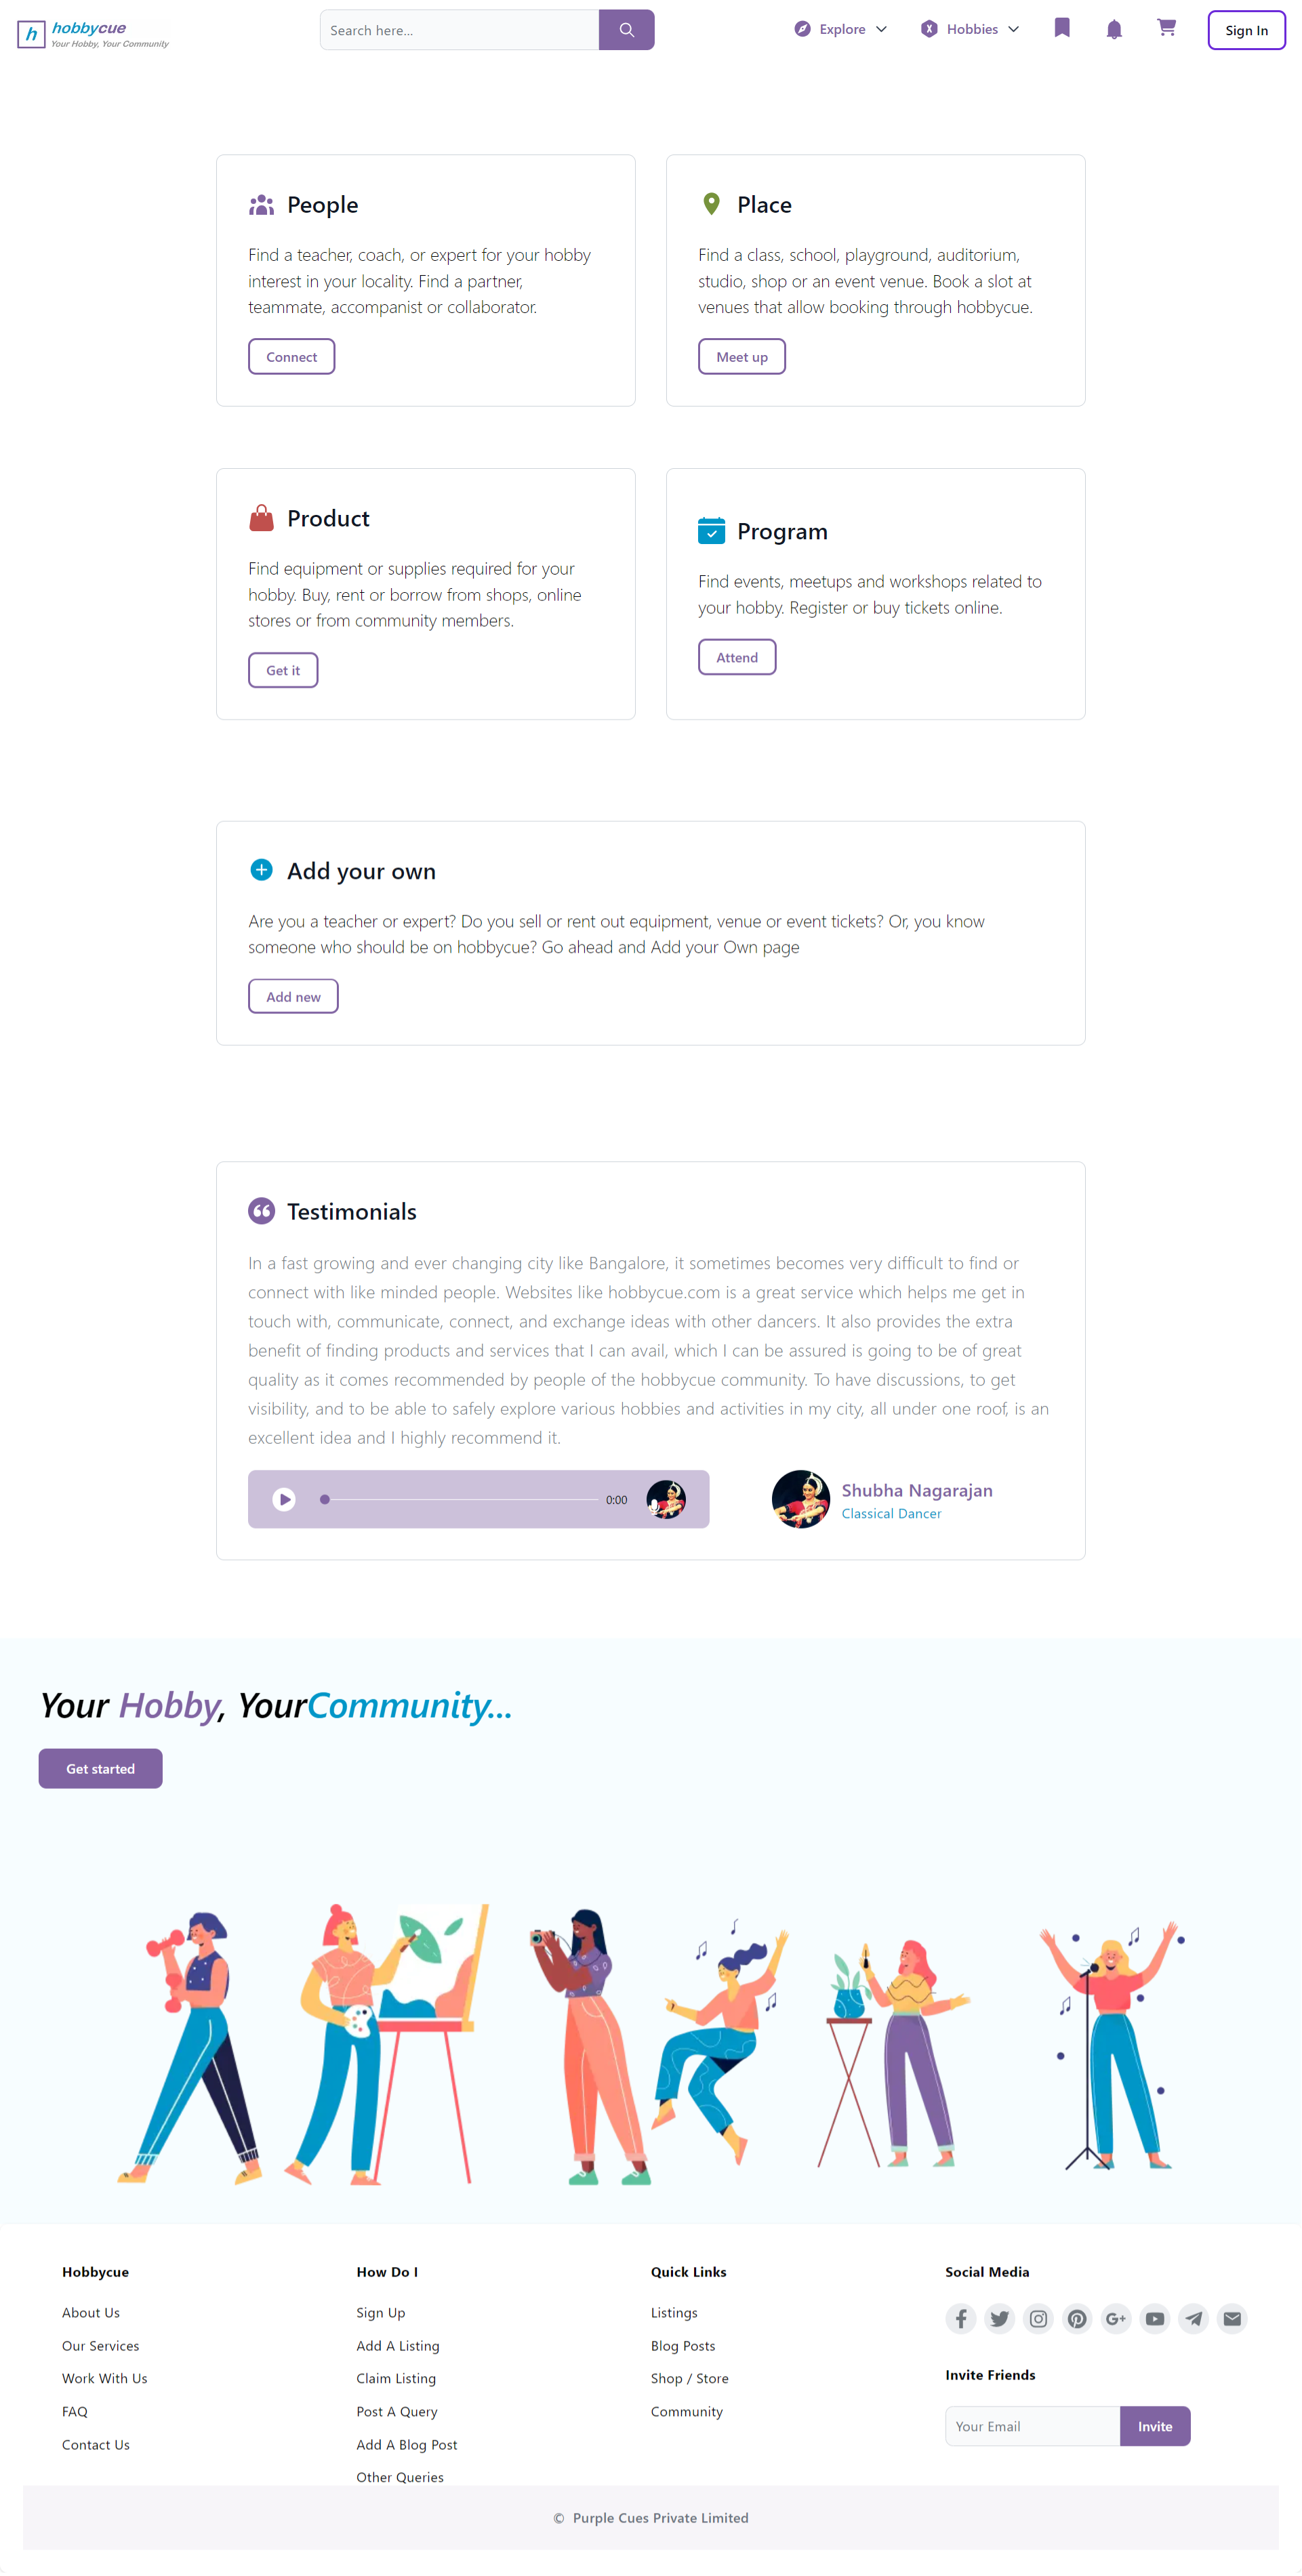 h hobbycue
Your Hobby, Your Community
Search here...
Explore
Hobbies
Sign In
People
Find a teacher, coach, or expert for your hobby
interest in your locality. Find a partner,
teammate, accompanist or collaborator.
Connect
Place
Find a class, school, playground, auditorium,
studio, shop or an event venue. Book a slot at
venues that allow booking through hobbycue.
Meet up
Product
Find equipment or supplies required for your
hobby. Buy, rent or borrow from shops, online
stores or from community members.
Get it
Program
Find events, meetups and workshops related to
your hobby. Register or buy tickets online.
Attend
Add your own
Are you a teacher or expert? Do you sell or rent out equipment, venue or event tickets? Or, you know
someone who should be on hobbycue? Go ahead and Add your Own page
Add new
Testimonials
In a fast growing and ever changing city like Bangalore, it sometimes becomes very difficult to find or
connect with like minded people. Websites like hobbycue.com is a great service which helps me get in
touch with, communicate, connect, and exchange ideas with other dancers. It also provides the extra
benefit of finding products and services that I can avail, which I can be assured is going to be of great
quality as it comes recommended by people of the hobbycue community. To have discussions, to get
visibility, and to be able to safely explore various hobbies and activities in my city, all under one roof, is an
excellent idea and I highly recommend it.
0:00
Shubha Nagarajan
Classical Dancer
Your Hobby, YourCommunity...
Get started
Hobbycue
About Us
Our Services
Work With Us
FAQ
Contact Us
How Do I
Sign Up
Add A Listing
Claim Listing
Post A Query
Add A Blog Post
Other Queries
Quick Links
Listings
Blog Posts
Shop / Store
Community
Social Media
G+
Invite Friends
Your Email
Invite
© Purple Cues Private Limited